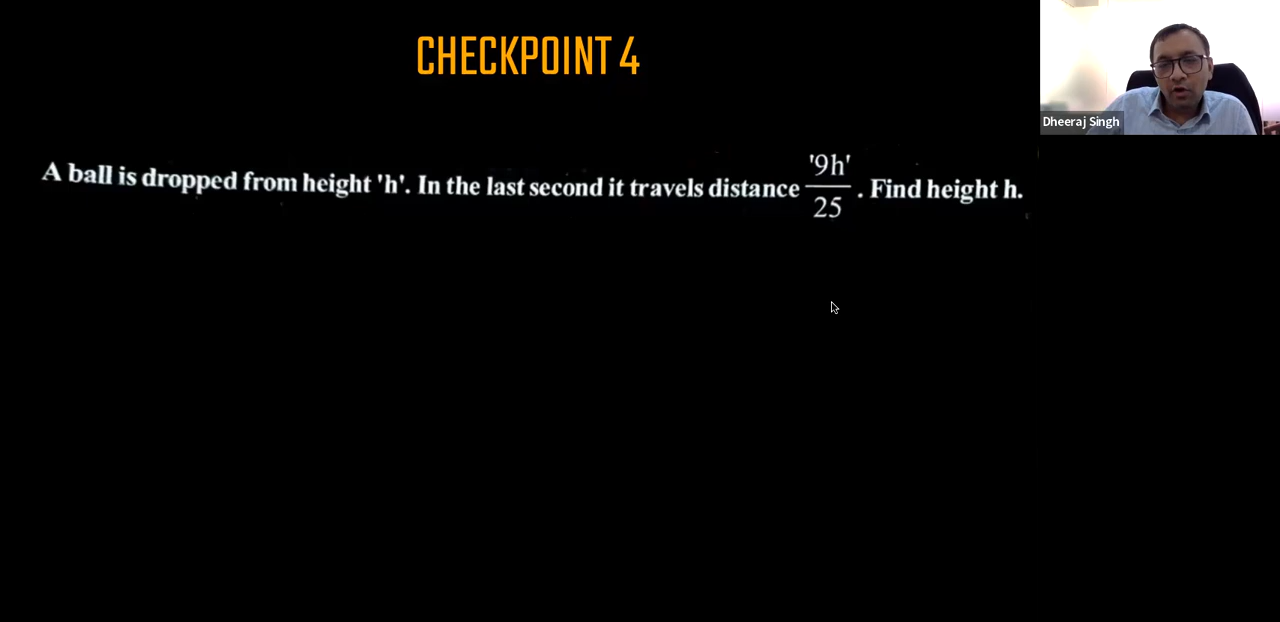 CHECKPOINT 4
Dheeraj Singh
A ball is dropped from height 'h'. In the last second it travels distance '9h'/25 . Find height h.